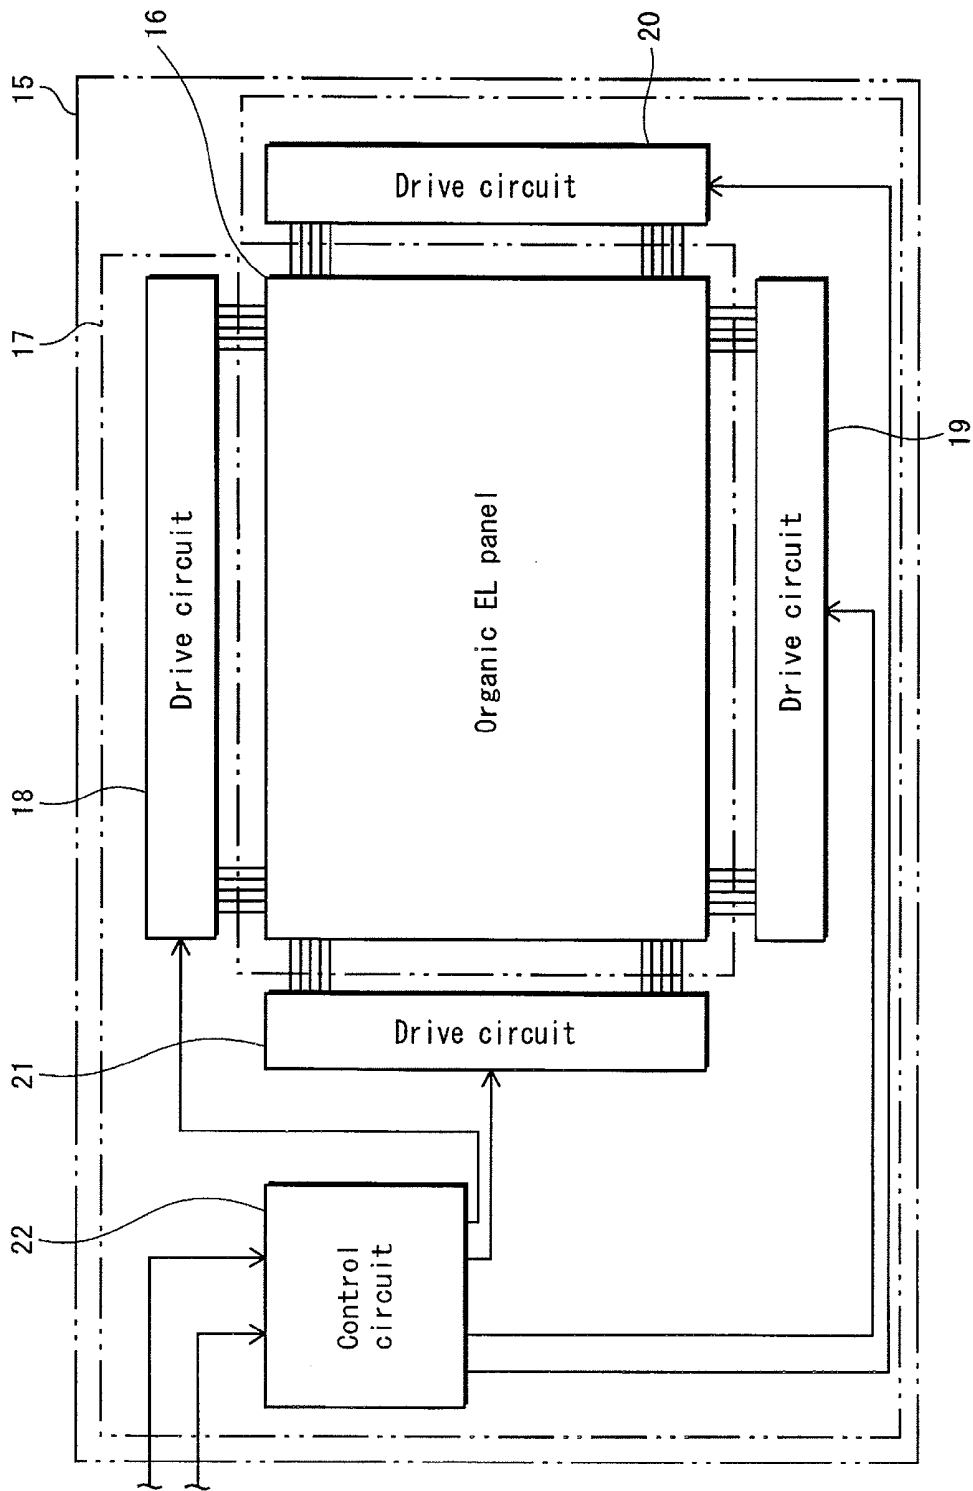 15
16
20
17
Drive circuit
Drive circuit
18
Organic EL panel
Drive circuit
19
21
Drive circuit
22
Control
circuit